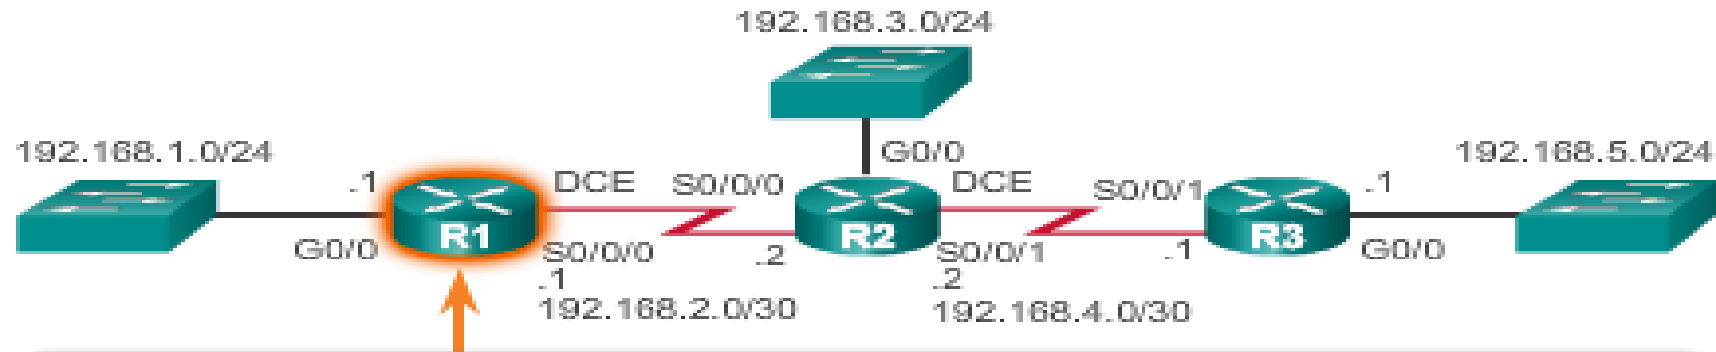 192.168.3.0/24
G0/0
192.168.1.0/24
192.168.5.0/24
.1
DCE
S0/0/0
DCE
S0/0/1
.1
R1
R2
R3
G0/0
S0/0/0
.2
S0/0/1
.1
G0/0
.1
.2
192.168.2.0/30
192.168.4.0/30